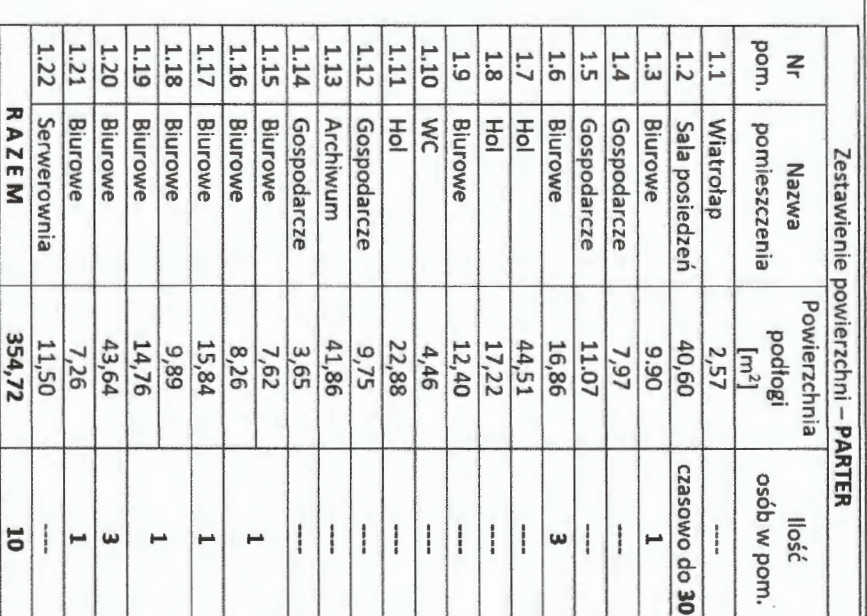 Zestawienie powierzchni – PARTER
Nr pom. Nazwa pomieszczenia Powierzchnia podłogi [m²] Ilość osób w pom.
1.1 Wiatrołap 2,57 ----
1.2 Sala posiedzeń 40,60 czasowo do 30
1.3 Biurowe 9.90 1
1.4 Gospodarcze 7,97 ----
1.5 Gospodarcze 11.07 ----
1.6 Biurowe 16,86 3
1.7 Hol 44,51 ----
1.8 Hol 17,22 ----
1.9 Biurowe 12,40 ----
1.10 WC 4,46 ----
1.11 Hol 22,88 ----
1.12 Gospodarcze 9,75 ----
1.13 Archiwum 41,86 ----
1.14 Gospodarcze 3,65 ----
1.15 Biurowe 7,62 1
1.16 Biurowe 8,26
1.17 Biurowe 15,84 1
1.18 Biurowe 9,89 1
1.19 Biurowe 14,76
1.20 Biurowe 43,64 3
1.21 Biurowe 7,26 1
1.22 Serwerownia 11,50 ----
R A Z E M 354,72 10